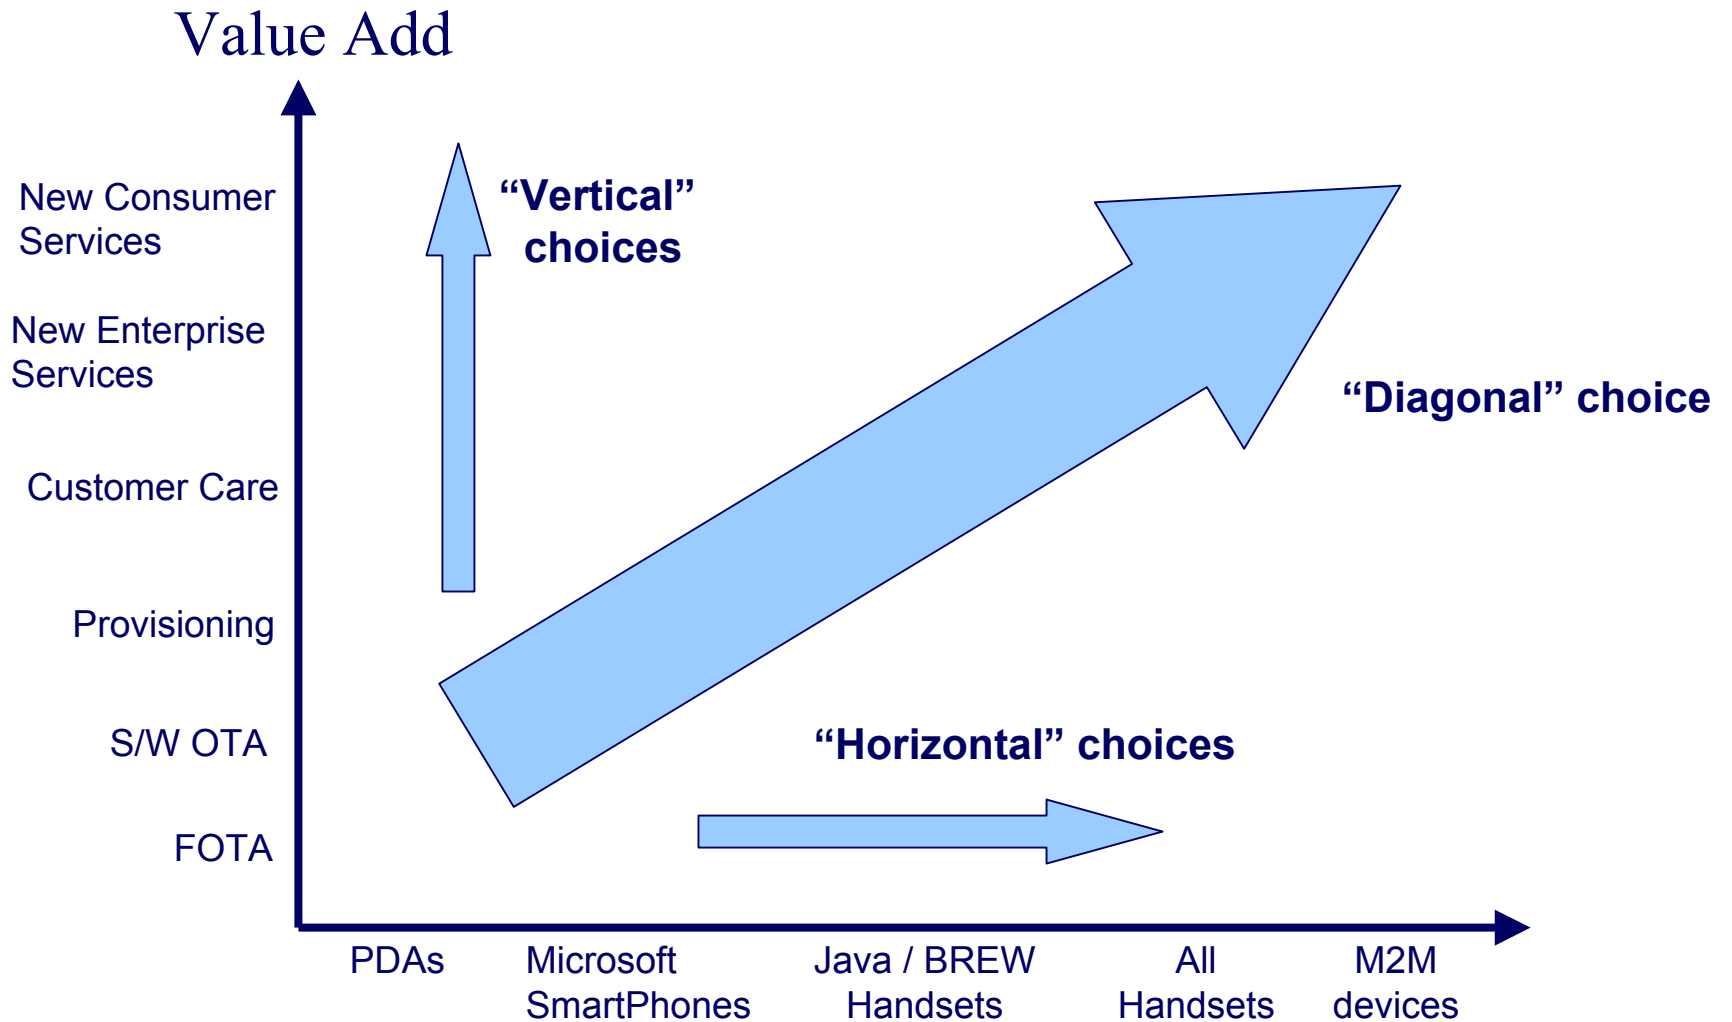 Value Add
New Consumer
Services
“Vertical”
choices
New Enterprise
Services
“Diagonal” choice
Customer Care
Provisioning
S/W OTA
“Horizontal” choices
FOTA
PDAs
Microsoft
SmartPhones
Java / BREW
Handsets
All
Handsets
M2M
devices